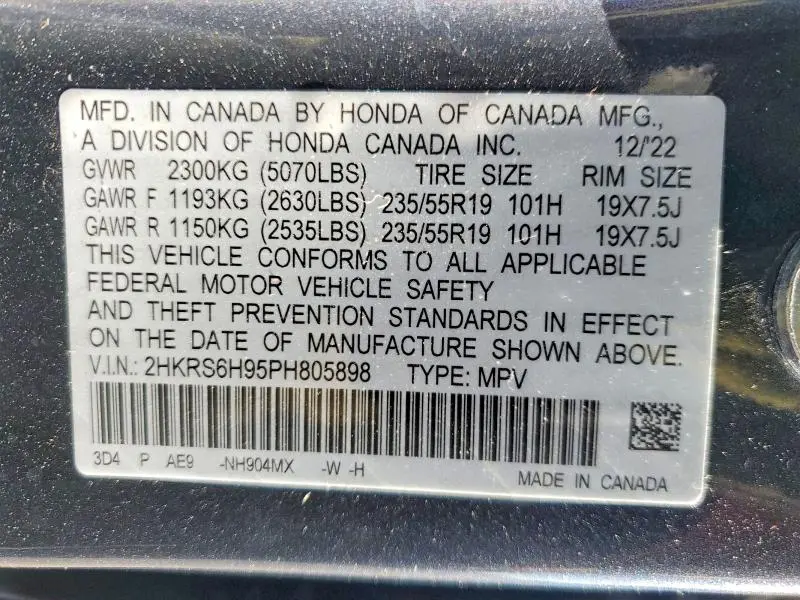 MFD. IN CANADA BY HONDA OF CANADA MFG.,
A DIVISION OF HONDA CANADA INC. 12/'22
GVWR 2300KG (5070LBS) TIRE SIZE RIM SIZE
GAWR F 1193KG (2630LBS) 235/55R19 101H 19X7.5J
GAWR R 1150KG (2535LBS) 235/55R19 101H 19X7.5J
THIS VEHICLE CONFORMS TO ALL APPLICABLE
FEDERAL MOTOR VEHICLE SAFETY
AND THEFT PREVENTION STANDARDS IN EFFECT
ON THE DATE OF MANUFACTURE SHOWN ABOVE.
V.I.N.: 2HKRS6H95PH805898 TYPE: MPV
3D4 P AE9 -NH904MX -W -H
MADE IN CANADA